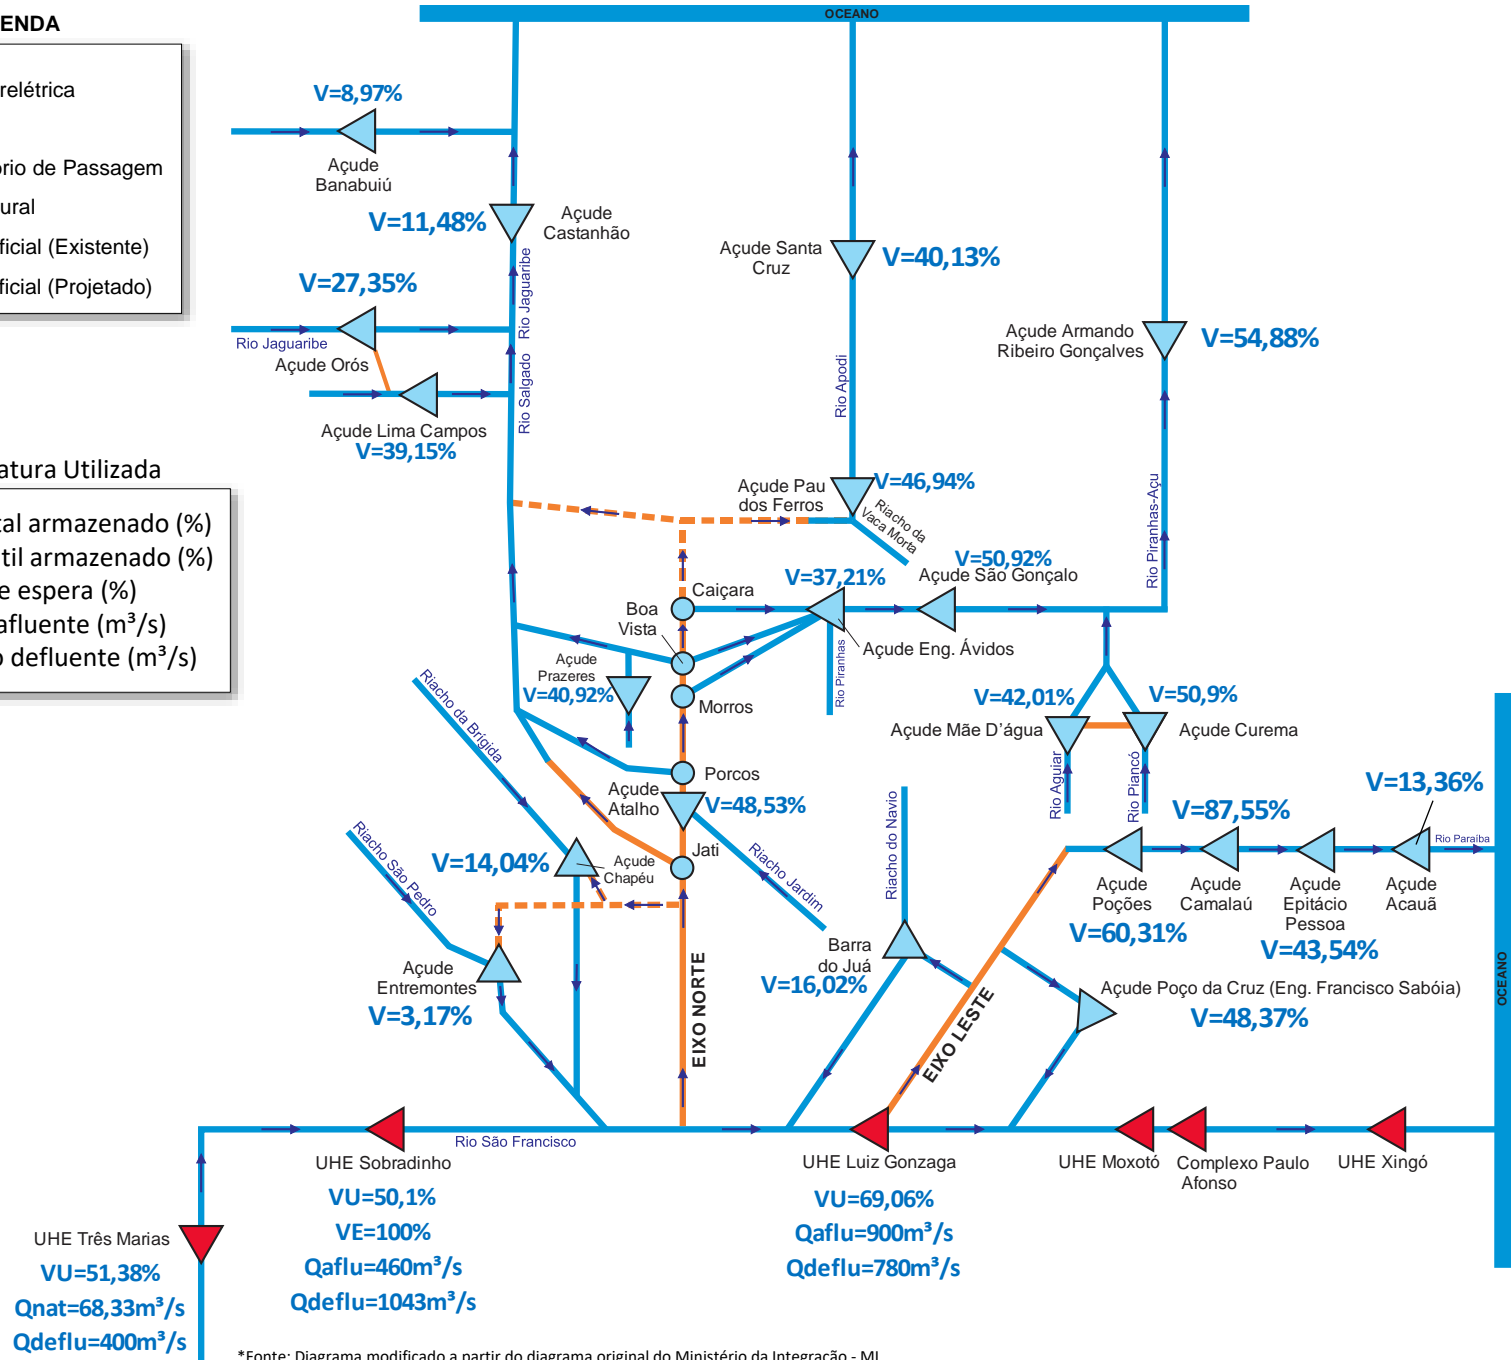 OCEANO
ENDA
relétrica
ório de Passagem
ural
ficial (Existente)
ficial (Projetado)
V=8,97%
Açude
Banabuiú
V=11,48%
Açude
Castanhão
V=27,35%
Rio Jaguaribe
Açude Orós
Rio Jaguaribe
Rio Salgado
Açude Lima Campos
V=39,15%
Açude Santa
Cruz
V=40,13%
Rio Apodi
Açude Armando
Ribeiro Gonçalves
V=54,88%
Rio Piranhas-Açu
atura Utilizada
tal armazenado (%)
til armazenado (%)
e espera (%)
afluente (m³/s)
o defluente (m³/s)
Açude Pau
dos Ferros
V=46,94%
Riacho da
Vaca Morta
V=50,92%
Açude São Gonçalo
V=37,21%
Caiçara
Boa
Vista
Açude Eng. Ávidos
Rio Piranhas
Açude
Prazeres
V=40,92%
Morros
Riacho da Brígida
Porcos
V=42,01%
Açude Mãe D'água
V=50,9%
Açude Curema
Rio Aguiar
Rio Piancó
Açude
Atalho
V=48,53%
Jati
Riacho Jardim
Riacho do Navio
V=13,36%
V=87,55%
Rio Paraíba
Açude
Poções
V=60,31%
Açude
Camalaú
Açude
Epitácio
Pessoa
V=43,54%
Açude
Acauã
V=14,04%
Açude
Chapéu
Riacho São Pedro
Açude
Entremontes
V=3,17%
EIXO NORTE
Barra
do Juá
V=16,02%
EIXO LESTE
Açude Poço da Cruz (Eng. Francisco Sabóia)
V=48,37%
OCEANO
Rio São Francisco
UHE Sobradinho
VU=50,1%
VE=100%
Qaflu=460m³/s
Qdeflu=1043m³/s
UHE Luiz Gonzaga
VU=69,06%
Qaflu=900m³/s
Qdeflu=780m³/s
UHE Moxotó
Complexo Paulo
Afonso
UHE Xingó
UHE Três Marias
VU=51,38%
Qnat=68,33m³/s
Qdeflu=400m³/s
*Fonte: Diagrama modificado a partir do diagrama original do Ministério da Integração - MI